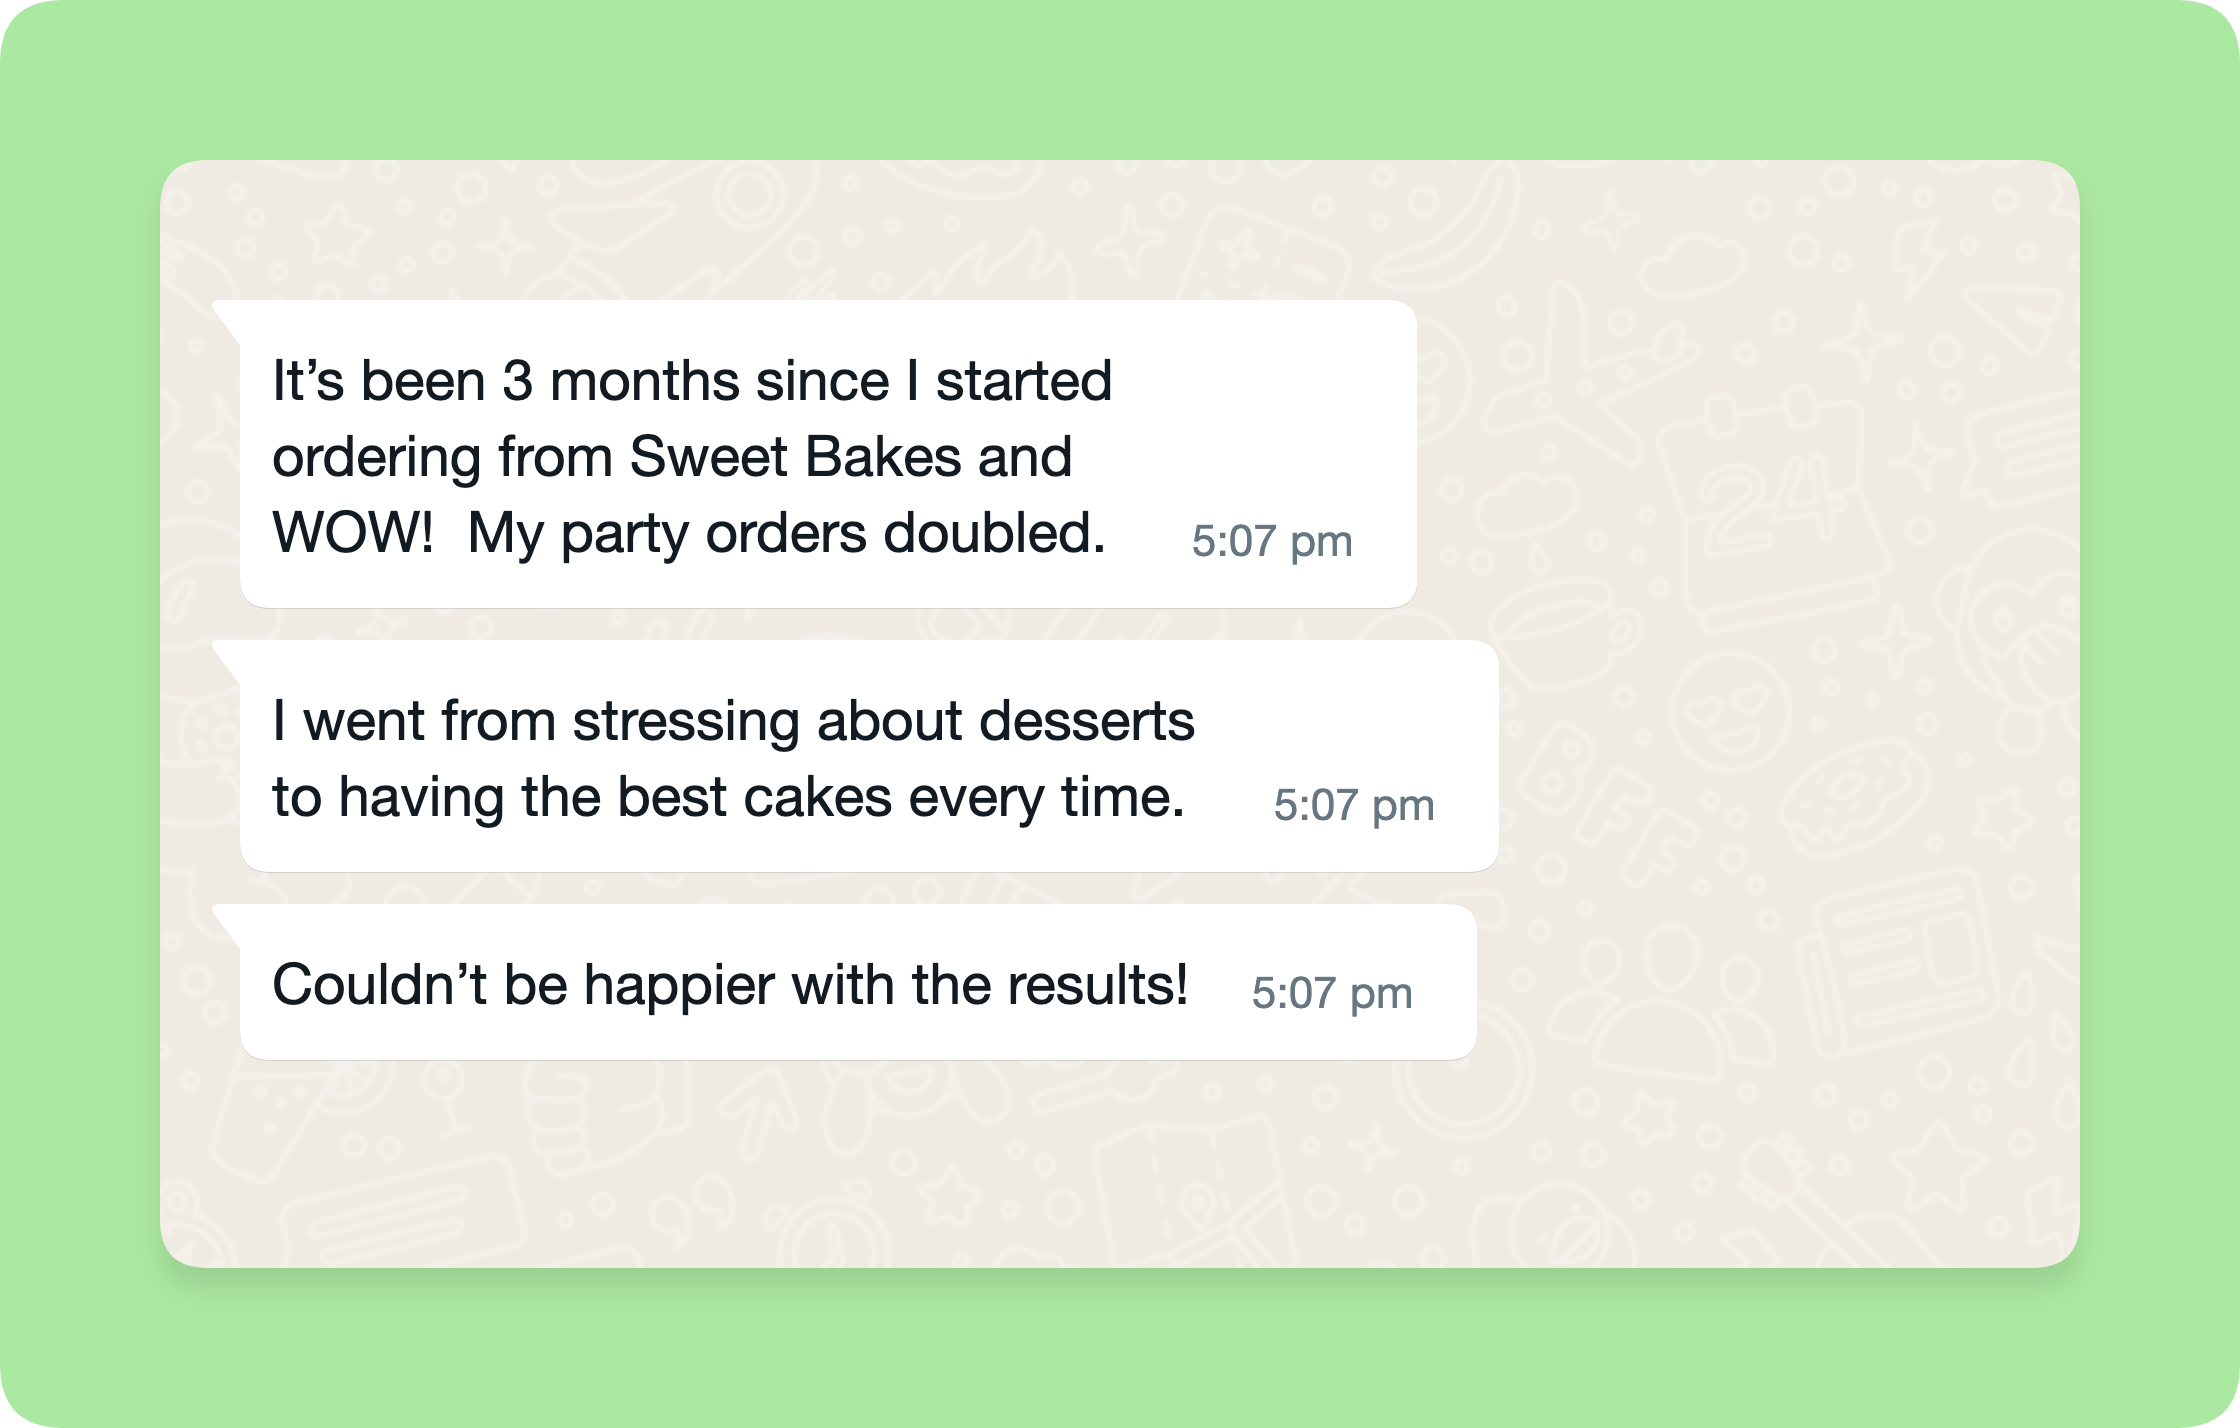 It’s been 3 months since I started
ordering from Sweet Bakes and
WOW!  My party orders doubled.
5:07 pm
I went from stressing about desserts
to having the best cakes every time.
5:07 pm
Couldn’t be happier with the results!
5:07 pm
24
BFF